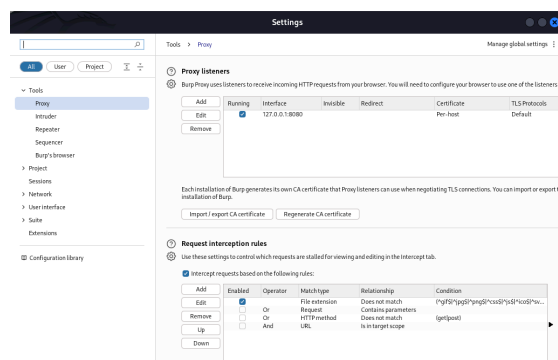 Settings
Tools > Proxy
Manage global settings
All User Project
Tools
Proxy
Intruder
Repeater
Sequencer
Burp's browser
Project
Sessions
Network
User interface
Suite
Extensions
Configuration library
Proxy listeners
Burp Proxy uses listeners to receive incoming HTTP requests from your browser. You will need to configure your browser to use one of the listeners
Add
Edit
Remove
Running Interface Invisible Redirect Certificate TLS Protocols
127.0.0.1:8080 Per-host Default
Each installation of Burp generates its own CA certificate that Proxy listeners can use when negotiating TLS connections. You can import or export
installation of Burp.
Import / export CA certificate Regenerate CA certificate
Request interception rules
Use these settings to control which requests are stalled for viewing and editing in the Intercept tab.
Intercept requests based on the following rules:
Add
Edit
Remove
Up
Down
Enabled Operator Match type Relationship Condition
File extension Does not match (^gif$|^jpg$|^png$|^css$|^js$|^ico$|^sv...
Or Request Contains parameters
Or HTTP method Does not match (get|post)
And URL Is in target scope